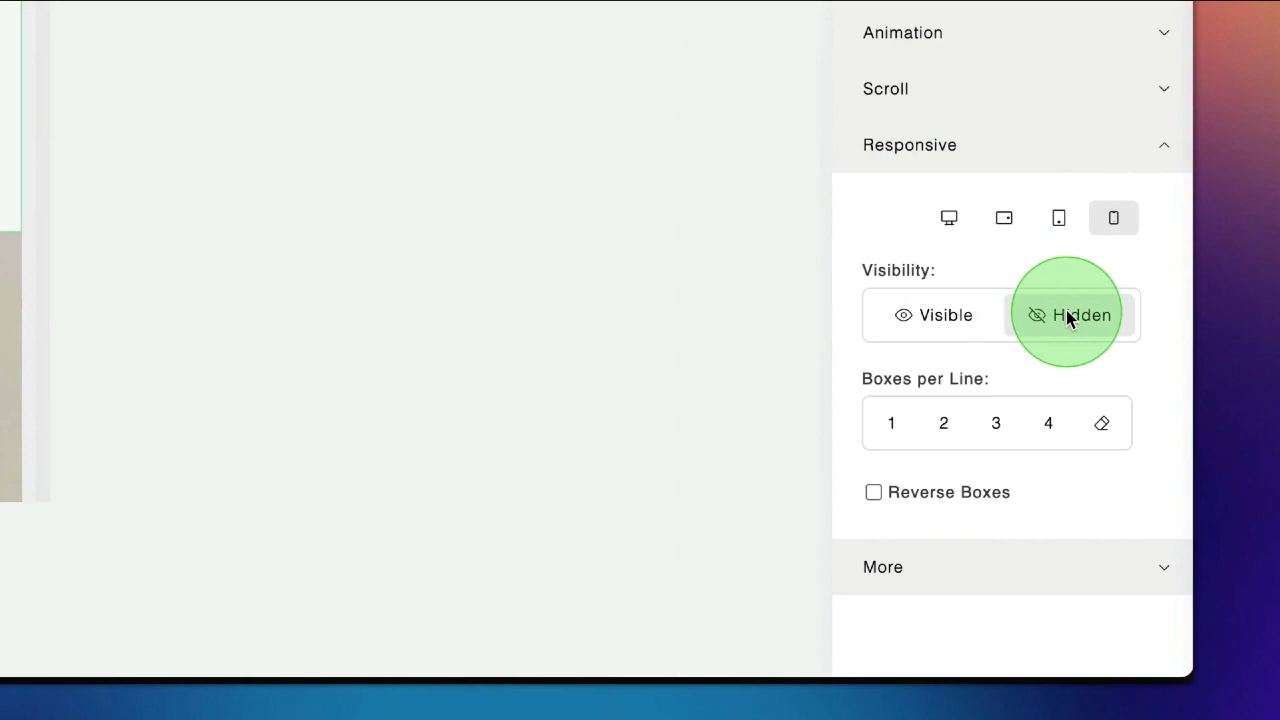 Animation
Scroll
Responsive
Visibility:
Visible Hidden
Boxes per Line:
1 2 3 4
Reverse Boxes
More